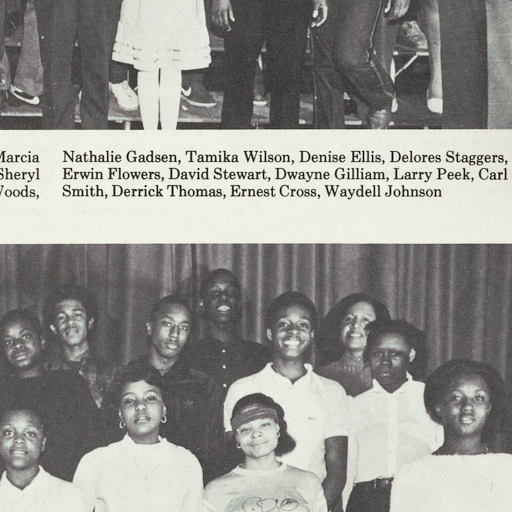 Marcia
Sheryl
Woods,
Nathalie Gadsen, Tamika Wilson, Denise Ellis, Delores Staggers,
Erwin Flowers, David Stewart, Dwayne Gilliam, Larry Peek, Carl
Smith, Derrick Thomas, Ernest Cross, Waydell Johnson